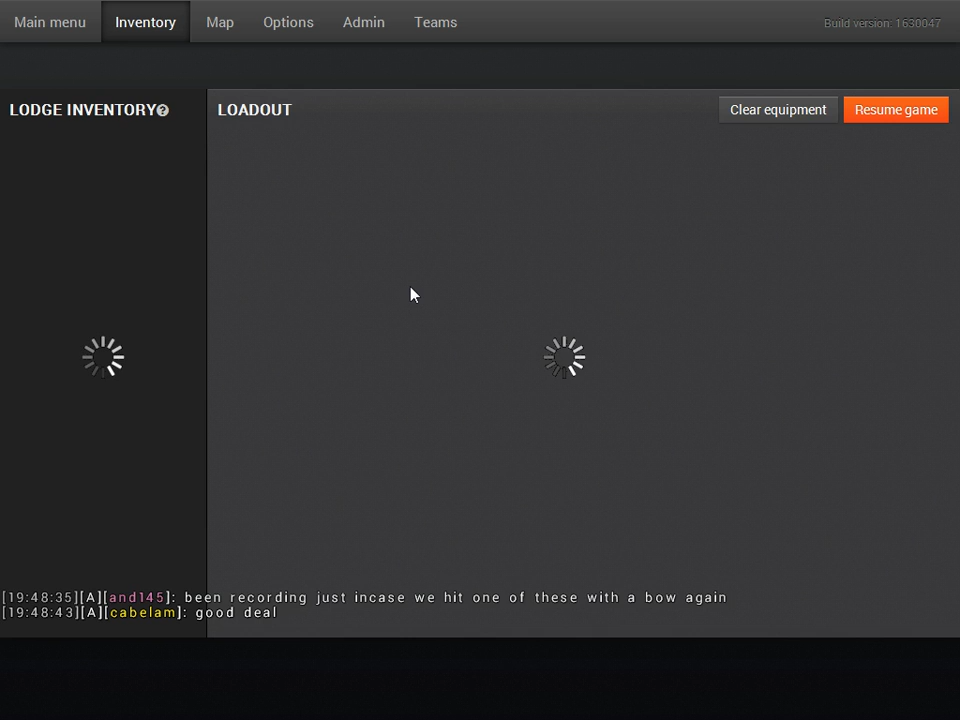 Main menu Inventory Map Options Admin Teams Build version: 1630047
LODGE INVENTORY? LOADOUT Clear equipment Resume game
[19:48:35][A][and145]: been recording just incase we hit one of these with a bow again
[19:48:43][A][cabelam]: good deal